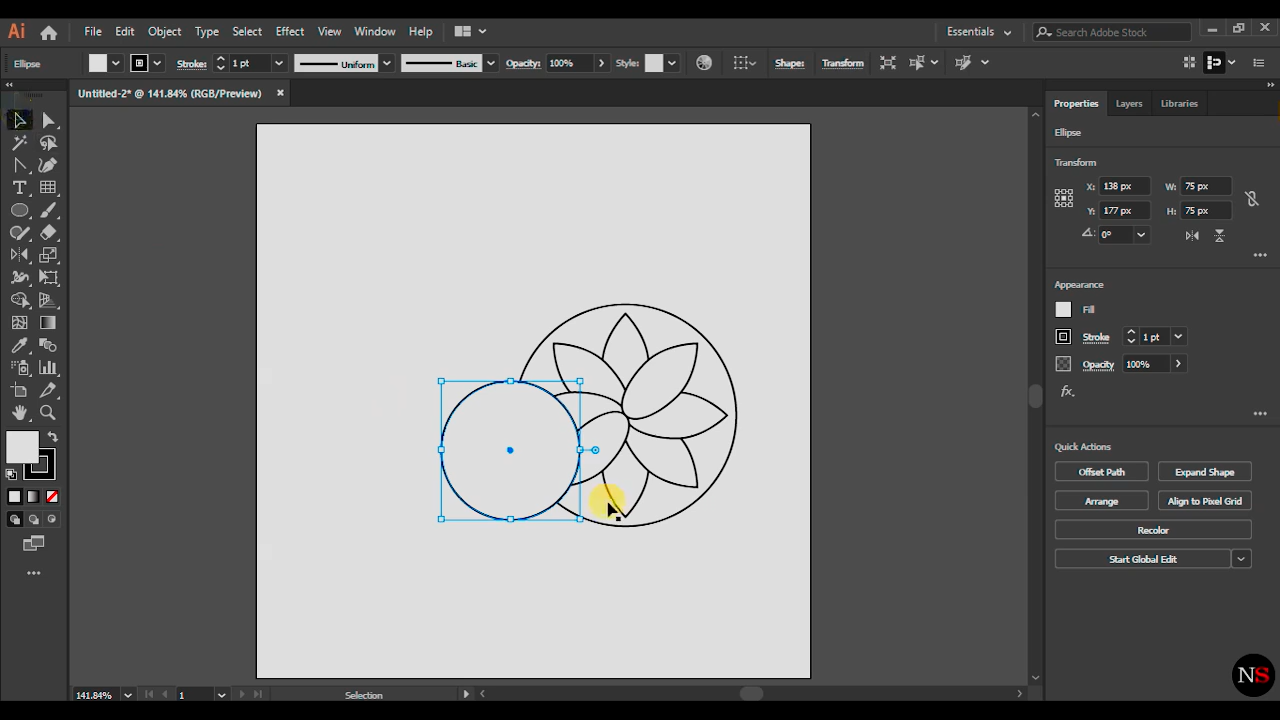 Ai File Edit Object Type Select Effect View Window Help Essentials Search Adobe Stock
Ellipse Stroke: 1 pt Uniform Basic Opacity: 100% Style: Shape: Transform
Untitled-2* @ 141.84% (RGB/Preview) ×
Properties Layers Libraries
Ellipse
Transform
X: 138 px W: 75 px
Y: 177 px H: 75 px
0°
Appearance
Fill
Stroke 1 pt
Opacity 100%
fx.
Quick Actions
Offset Path Expand Shape
Arrange Align to Pixel Grid
Recolor
Start Global Edit
141.84% 1 Selection
NS